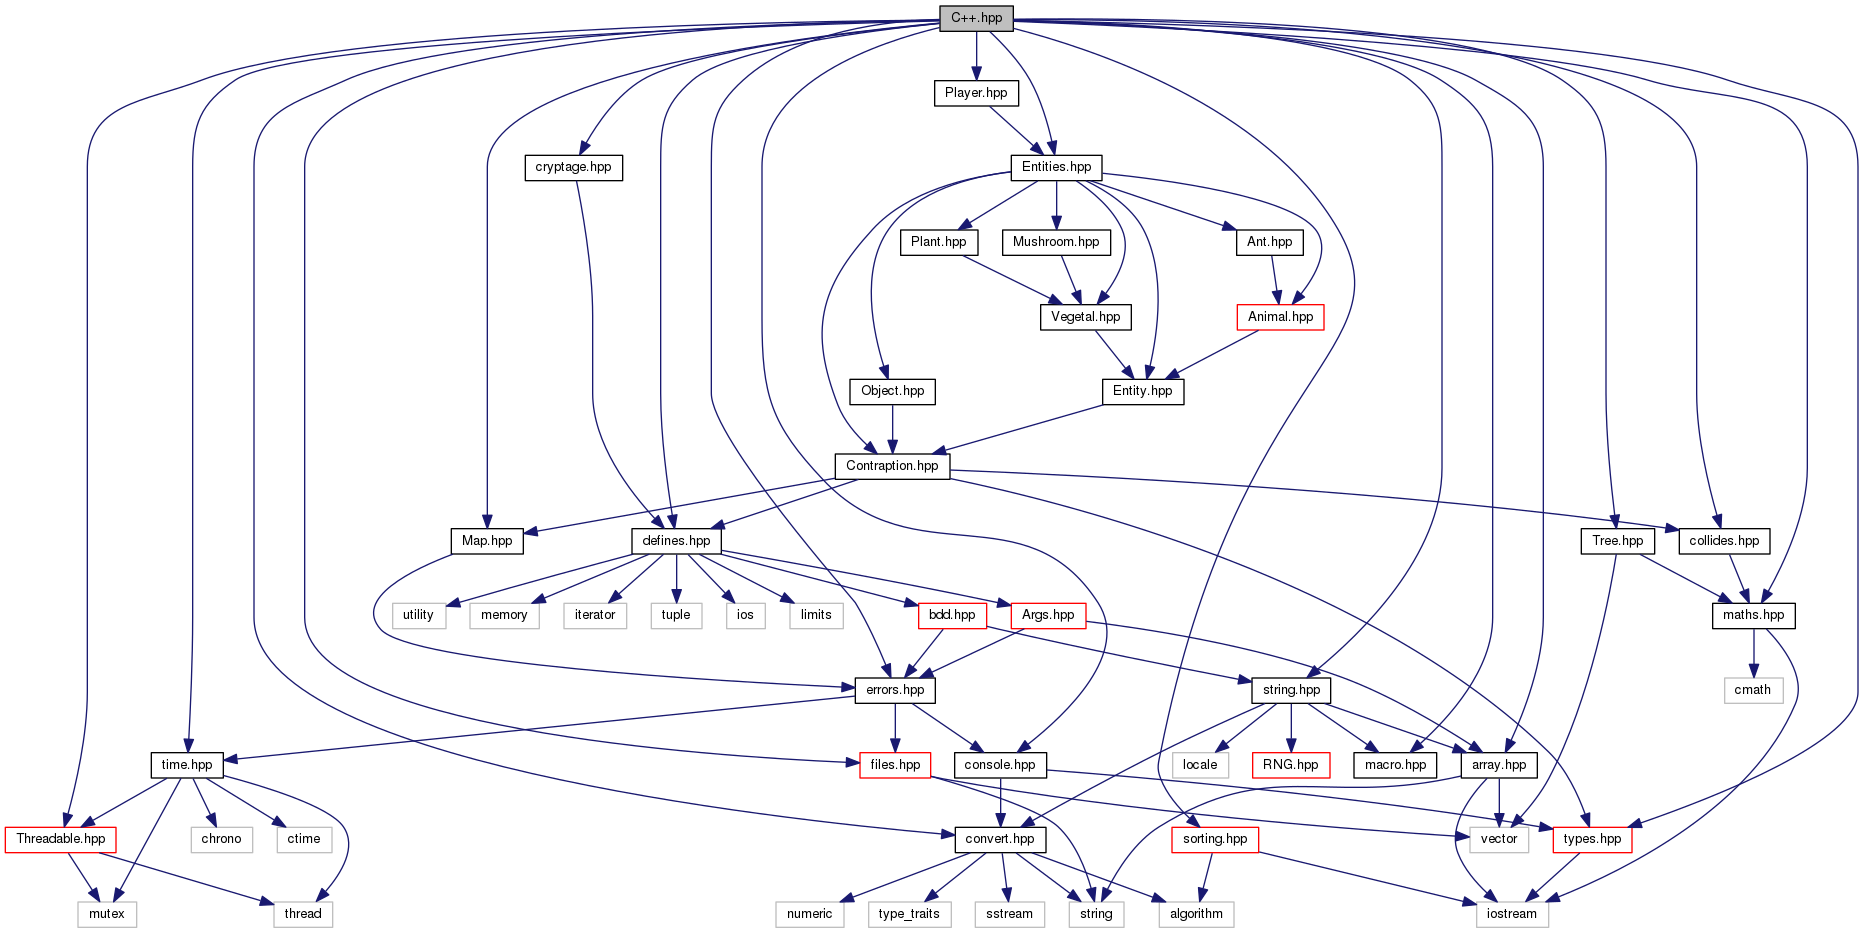 C++.hpp
Player.hpp
cryptage.hpp
Entities.hpp
Plant.hpp
Mushroom.hpp
Ant.hpp
Vegetal.hpp
Animal.hpp
Object.hpp
Entity.hpp
Contraption.hpp
Map.hpp
defines.hpp
Tree.hpp
collides.hpp
utility
memory
iterator
tuple
ios
limits
bdd.hpp
Args.hpp
maths.hpp
errors.hpp
string.hpp
cmath
time.hpp
files.hpp
console.hpp
locale
RNG.hpp
macro.hpp
array.hpp
Threadable.hpp
chrono
ctime
convert.hpp
sorting.hpp
vector
types.hpp
mutex
thread
numeric
type_traits
sstream
string
algorithm
iostream